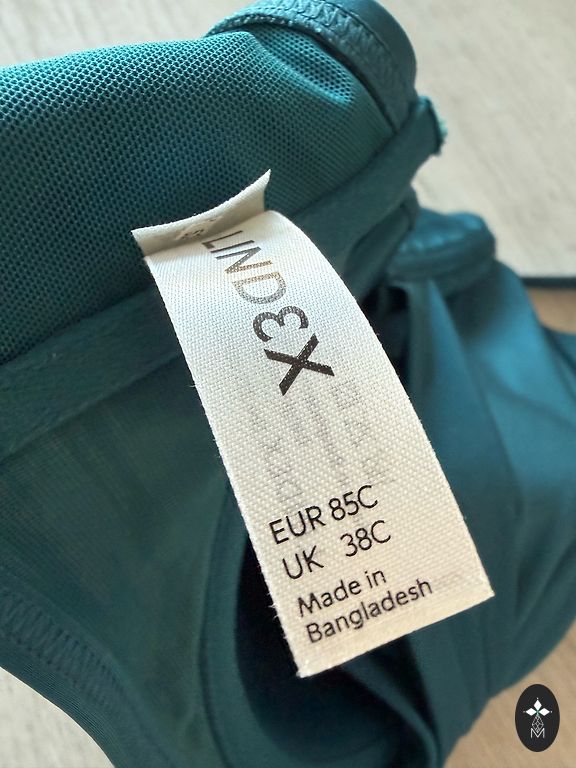 LINDEX
EUR 85C
UK 38C
Made in
Bangladesh